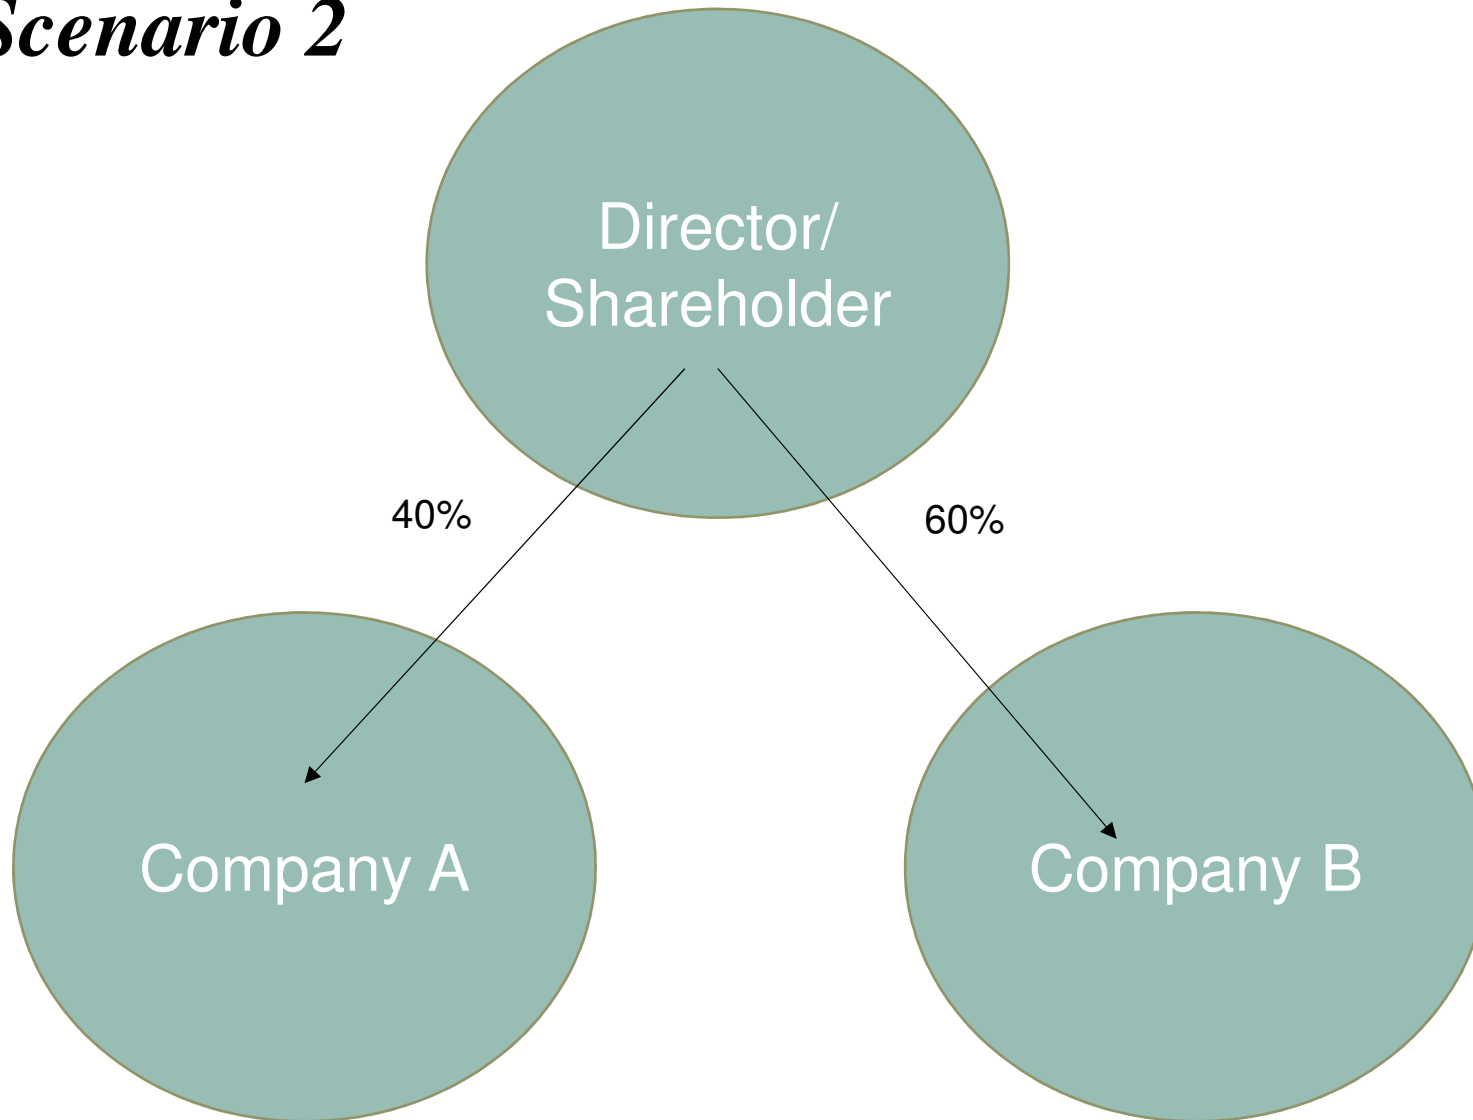 Scenario 2
Director/
Shareholder
40%
60%
Company A
Company B